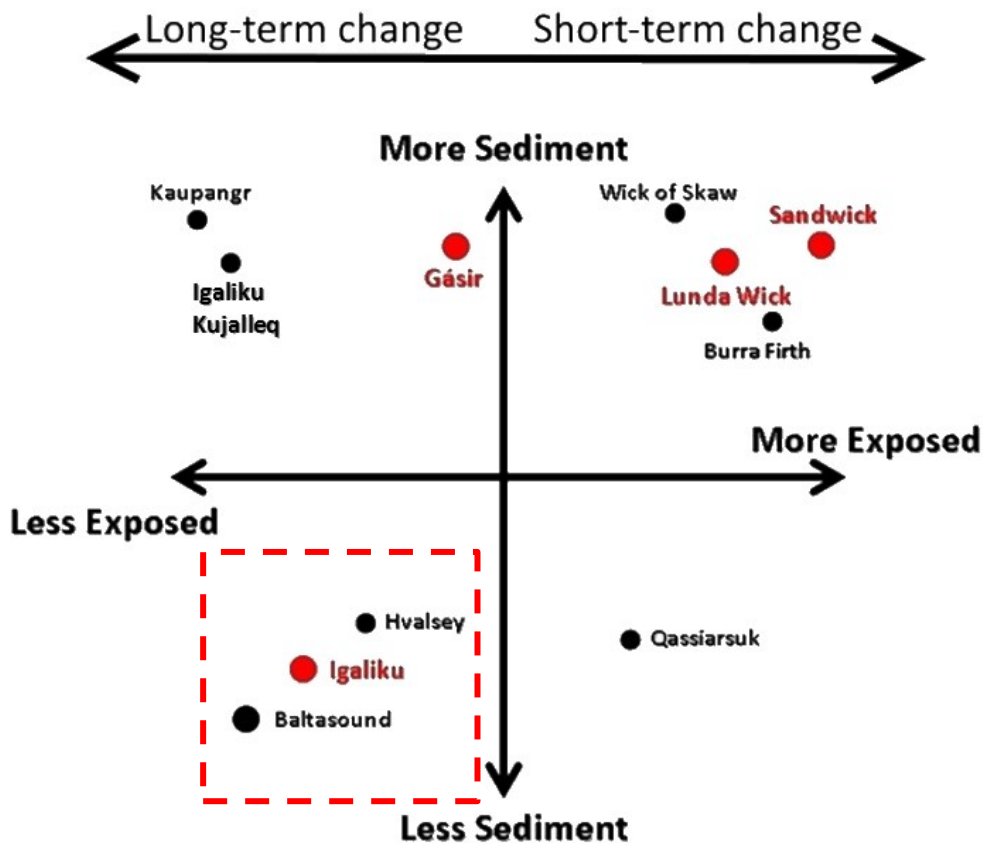 Long-term change
Short-term change
More Sediment
Kaupangr
Wick of Skaw
Sandwick
Gásir
Igaliku
Kujalleq
Lunda Wick
Burra Firth
More Exposed
Less Exposed
Hvalsey
Qassiarsuk
Igaliku
Baltasound
Less Sediment